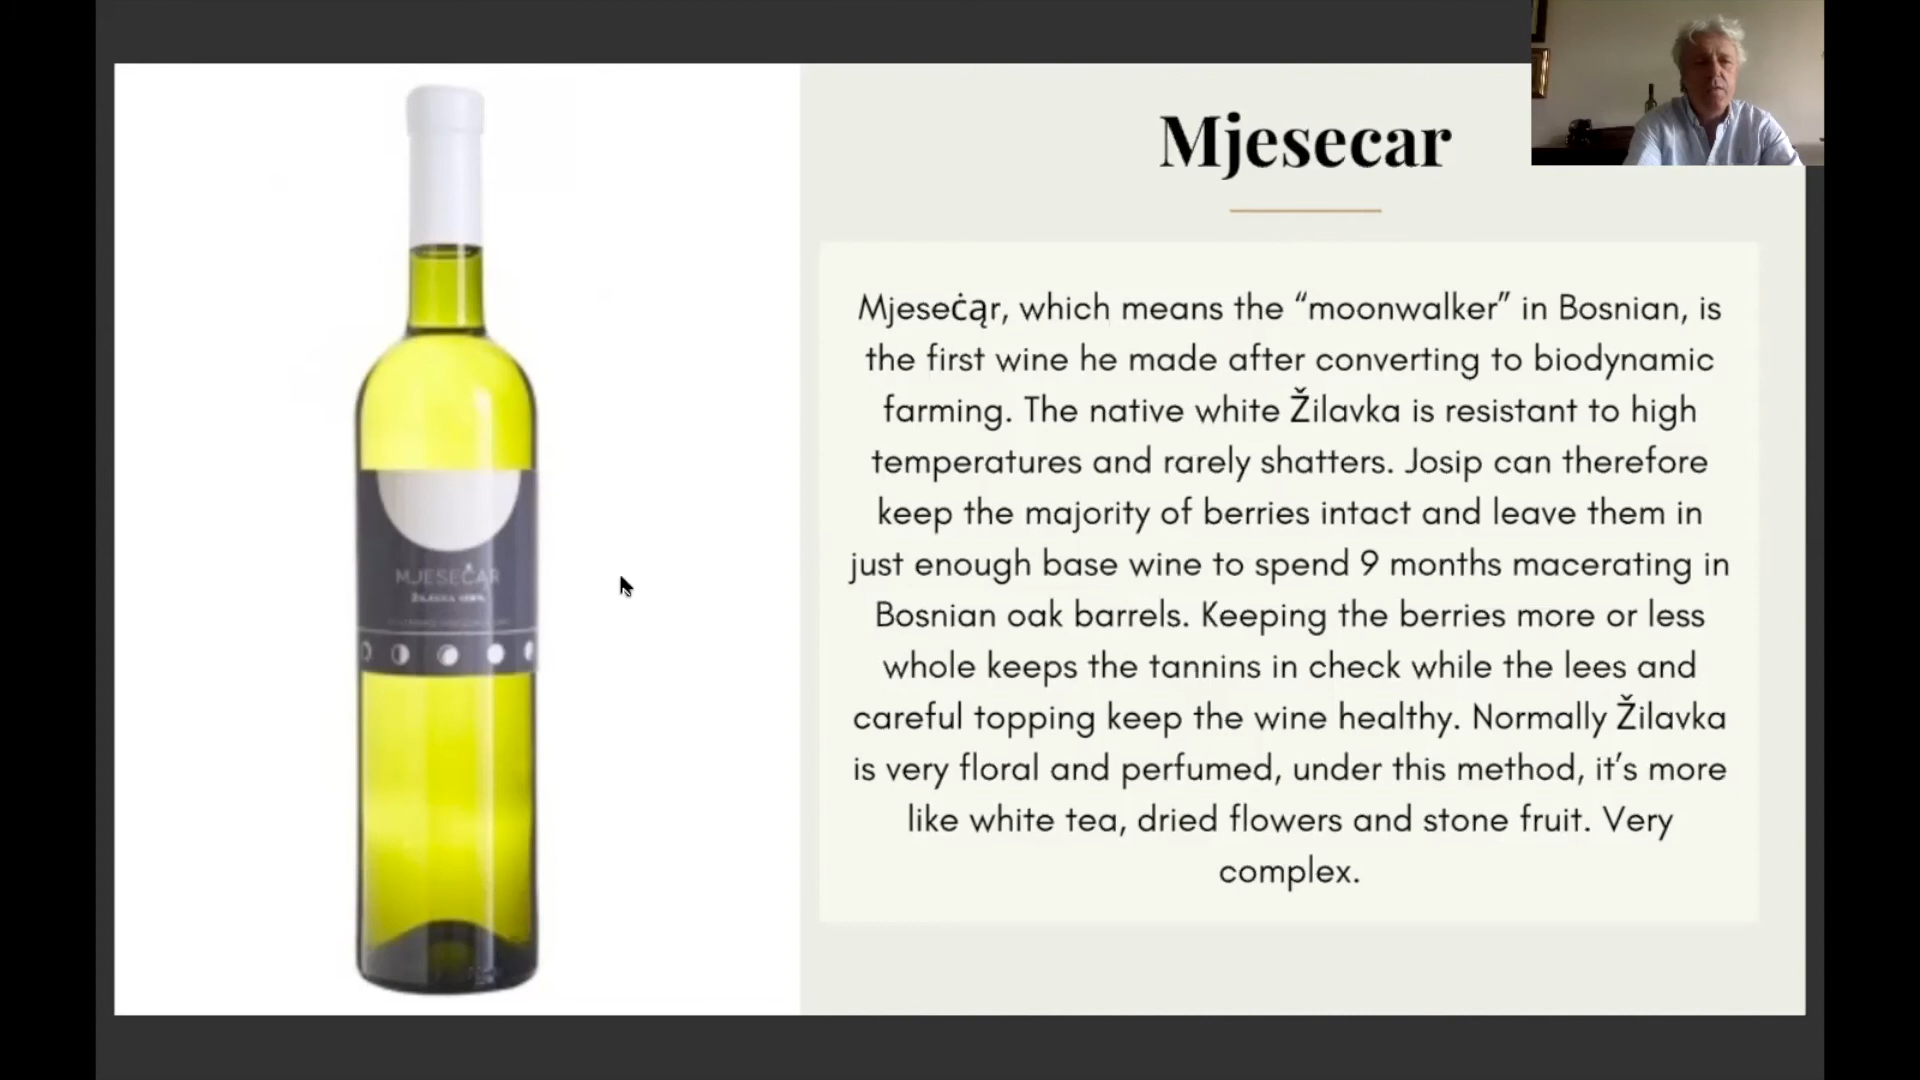 Mjesecar
Mjeseċąr, which means the “moonwalker” in Bosnian, is
the first wine he made after converting to biodynamic
farming. The native white Žilavka is resistant to high
temperatures and rarely shatters. Josip can therefore
keep the majority of berries intact and leave them in
just enough base wine to spend 9 months macerating in
Bosnian oak barrels. Keeping the berries more or less
whole keeps the tannins in check while the lees and
careful topping keep the wine healthy. Normally Žilavka
is very floral and perfumed, under this method, it’s more
like white tea, dried flowers and stone fruit. Very
complex.
MJESEČAR